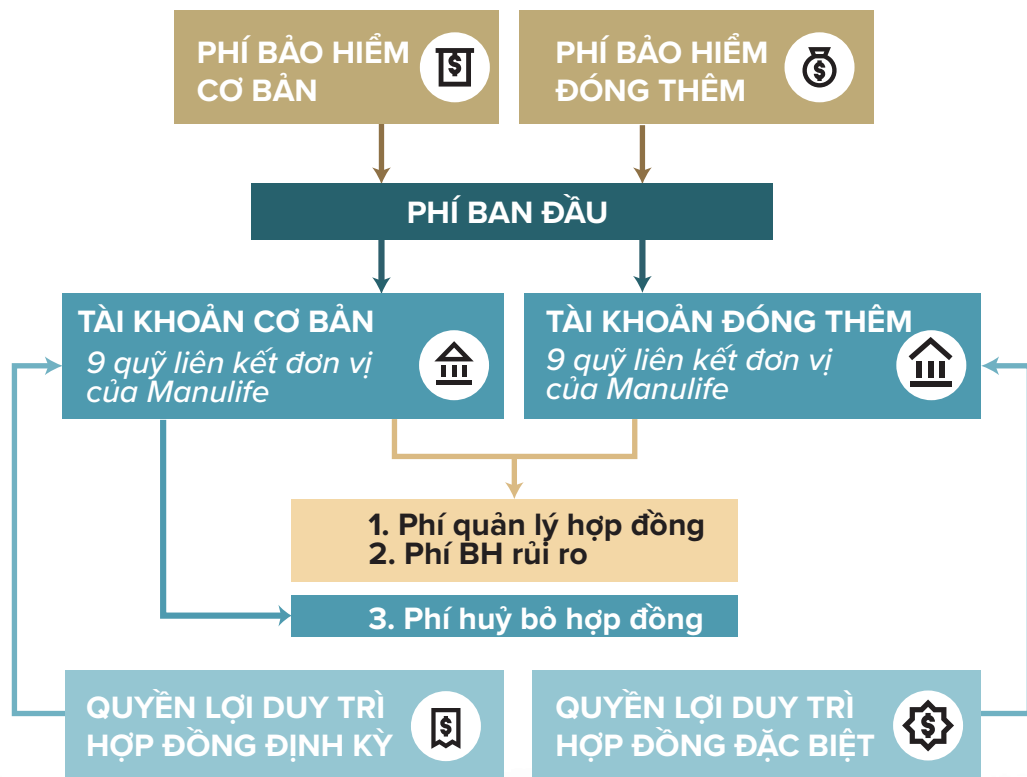 PHÍ BẢO HIỂM
CƠ BẢN
PHÍ BẢO HIỂM
ĐÓNG THÊM
PHÍ BAN ĐẦU
TÀI KHOẢN CƠ BẢN
9 quỹ liên kết đơn vị
của Manulife
TÀI KHOẢN ĐÓNG THÊM
9 quỹ liên kết đơn vị
của Manulife
1. Phí quản lý hợp đồng
2. Phí BH rủi ro
3. Phí huỷ bỏ hợp đồng
QUYỀN LỢI DUY TRÌ
HỢP ĐỒNG ĐỊNH KỲ
QUYỀN LỢI DUY TRÌ
HỢP ĐỒNG ĐẶC BIỆT